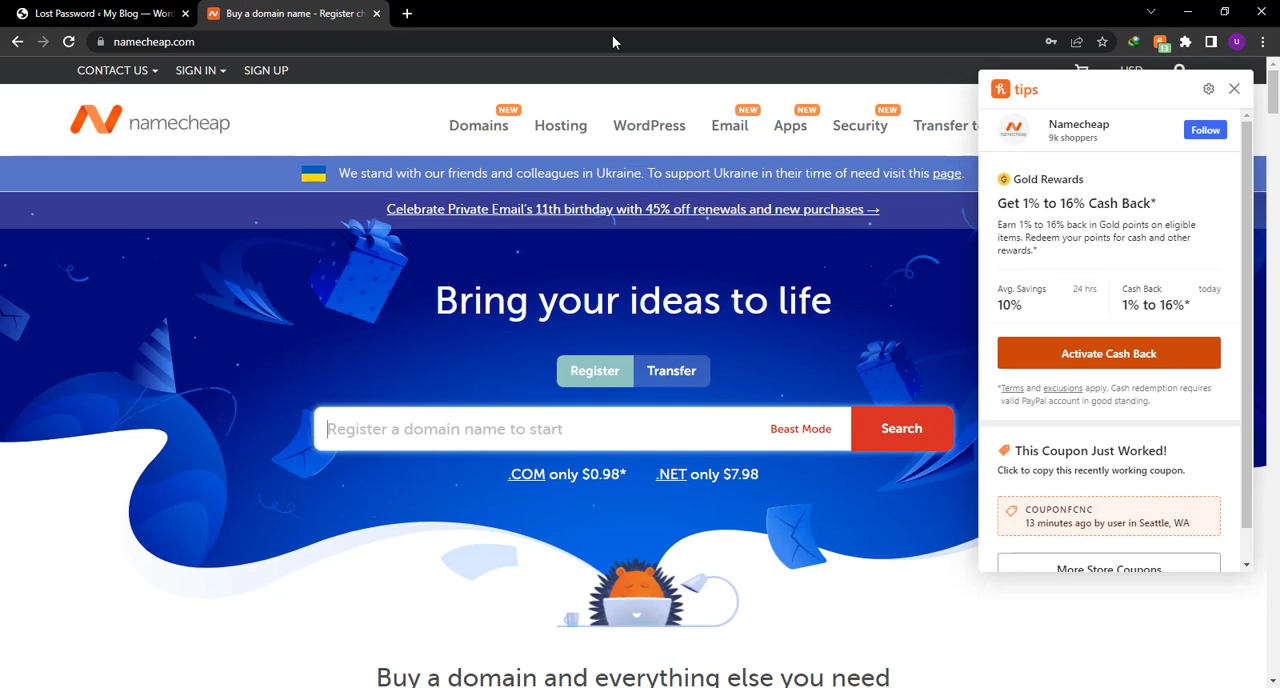 Lost Password ‹ My Blog — Wor
Buy a domain name - Register ch
namecheap.com
13
u
CONTACT US
SIGN IN
SIGN UP
USD
namecheap
NEW
Domains
Hosting
WordPress
NEW
Email
NEW
Apps
NEW
Security
Transfer to
We stand with our friends and colleagues in Ukraine. To support Ukraine in their time of need visit this page.
Celebrate Private Email's 11th birthday with 45% off renewals and new purchases →
Bring your ideas to life
Register
Transfer
Register a domain name to start
Beast Mode
Search
.COM only $0.98*
.NET only $7.98
Buy a domain and everything else you need
tips
Namecheap
9k shoppers
Follow
Gold Rewards
Get 1% to 16% Cash Back*
Earn 1% to 16% back in Gold points on eligible
items. Redeem your points for cash and other
rewards.*
Avg. Savings
24 hrs
10%
Cash Back
today
1% to 16%*
Activate Cash Back
*Terms and exclusions apply. Cash redemption requires
valid PayPal account in good standing.
This Coupon Just Worked!
Click to copy this recently working coupon.
COUPONFCNC
13 minutes ago by user in Seattle, WA
More Store Coupons